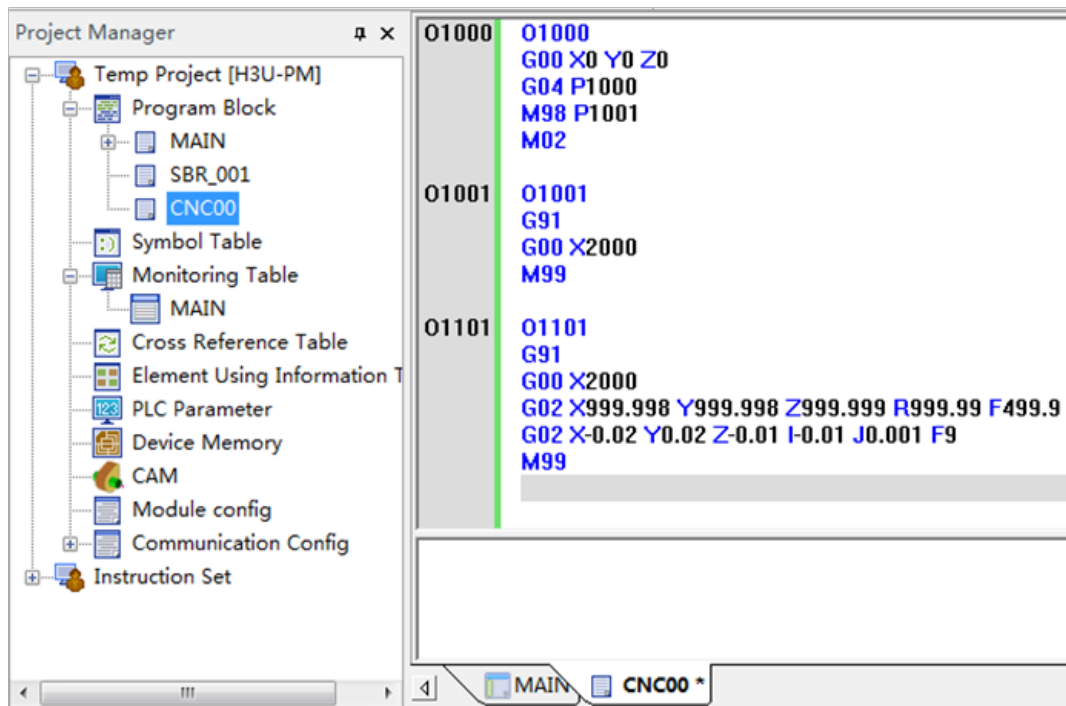 Project Manager
Temp Project [H3U-PM]
Program Block
MAIN
SBR_001
CNC00
Symbol Table
Monitoring Table
MAIN
Cross Reference Table
Element Using Information T
PLC Parameter
Device Memory
CAM
Module config
Communication Config
Instruction Set
O1000 O1000
G00 X0 Y0 Z0
G04 P1000
M98 P1001
M02
O1001 O1001
G91
G00 X2000
M99
O1101 O1101
G91
G00 X2000
G02 X999.998 Y999.998 Z999.999 R999.99 F499.9
G02 X-0.02 Y0.02 Z-0.01 I-0.01 J0.001 F9
M99
MAIN
CNC00 *